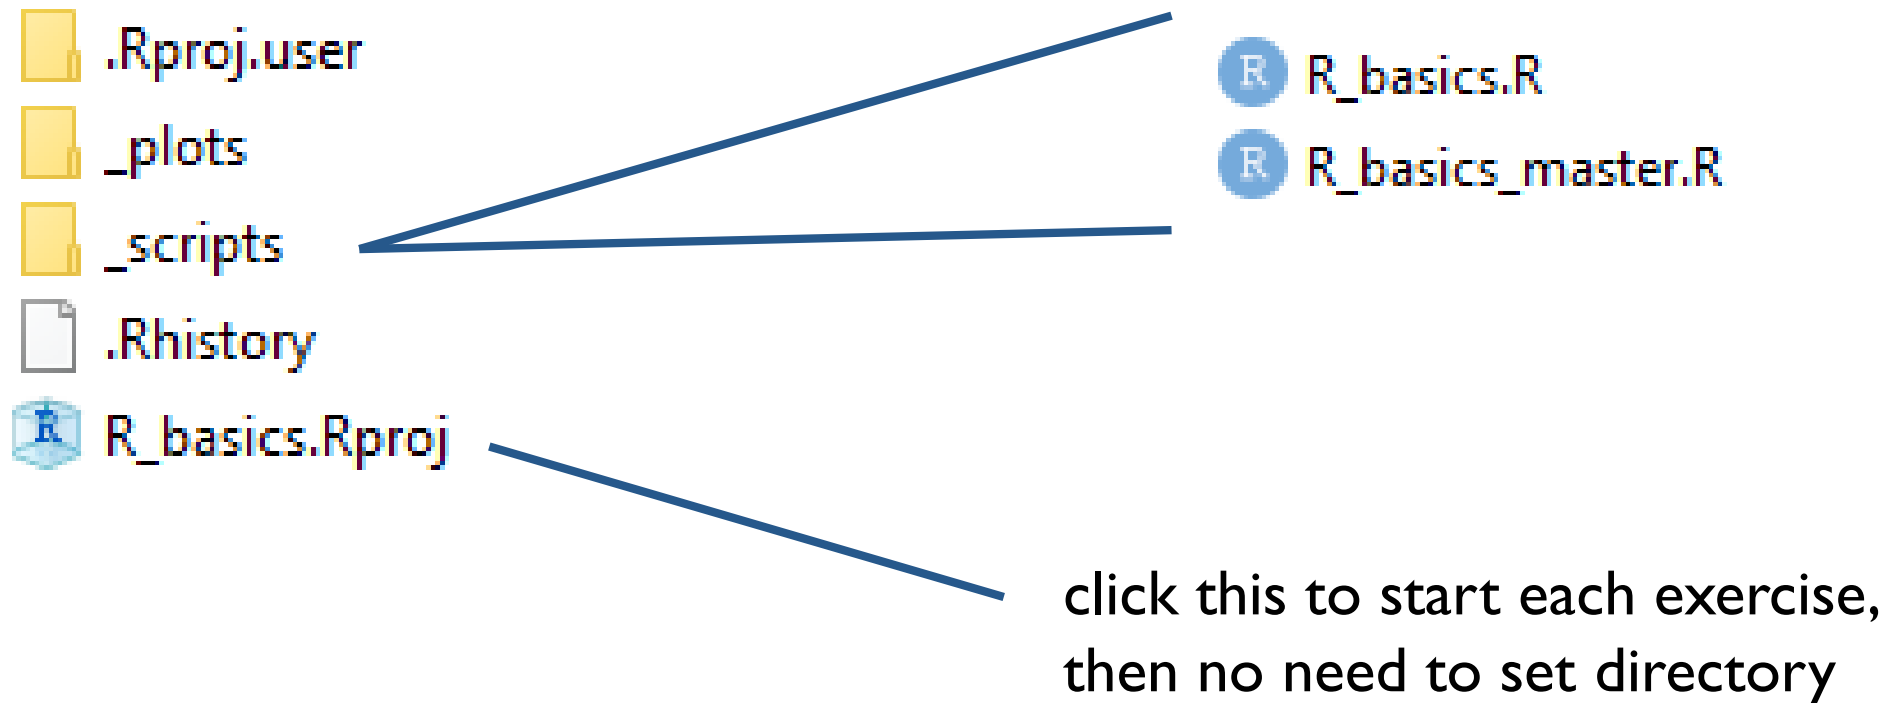 .Rproj.user
_plots
_scripts
.Rhistory
R_basics.Rproj
R R_basics.R
R R_basics_master.R
click this to start each exercise,
then no need to set directory